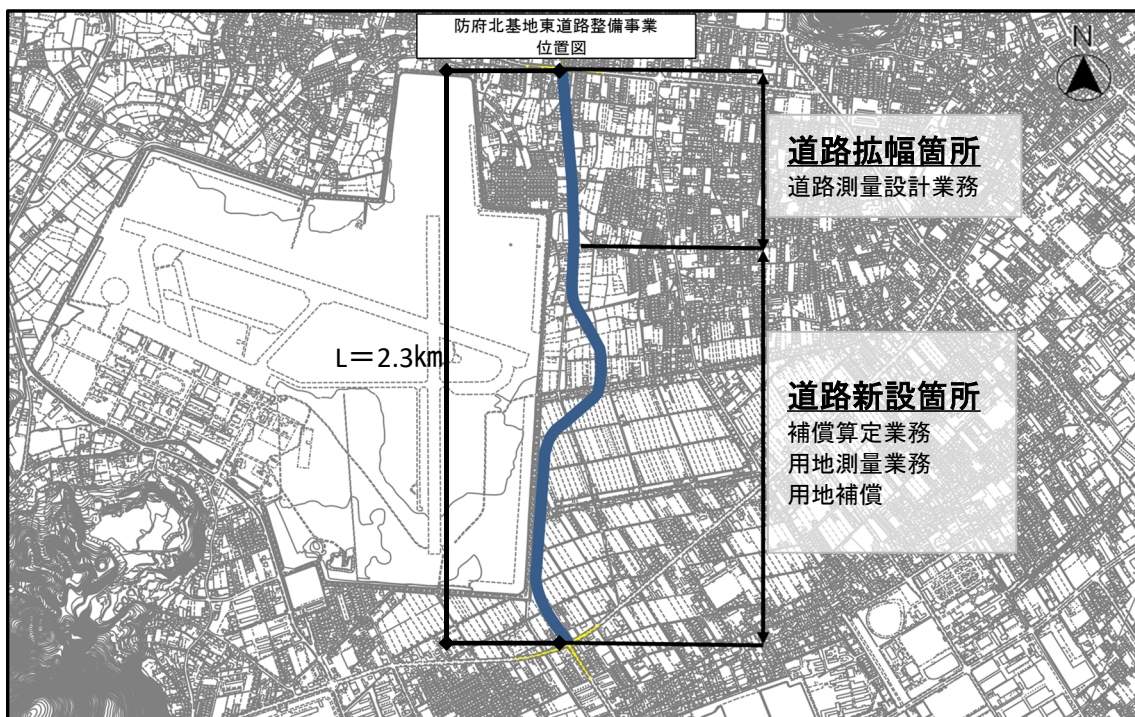 防府北基地東道路整備事業
位置図
N
道路拡幅箇所
道路測量設計業務
L＝2.3㎞
道路新設箇所
補償算定業務
用地測量業務
用地補償